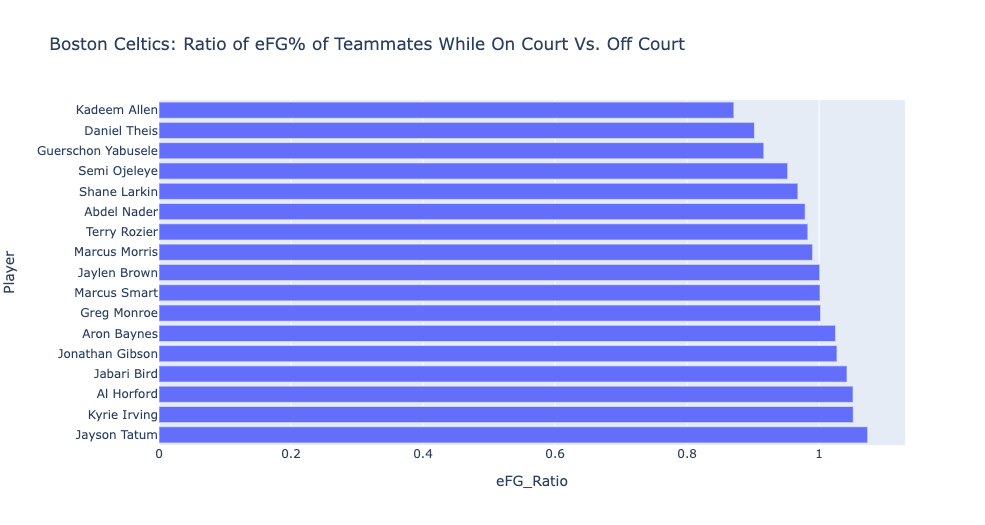 Boston Celtics: Ratio of eFG% of Teammates While On Court Vs. Off Court
Player
Kadeem Allen
Daniel Theis
Guerschon Yabusele
Semi Ojeleye
Shane Larkin
Abdel Nader
Terry Rozier
Marcus Morris
Jaylen Brown
Marcus Smart
Greg Monroe
Aron Baynes
Jonathan Gibson
Jabari Bird
Al Horford
Kyrie Irving
Jayson Tatum
0 0.2 0.4 0.6 0.8 1
eFG_Ratio